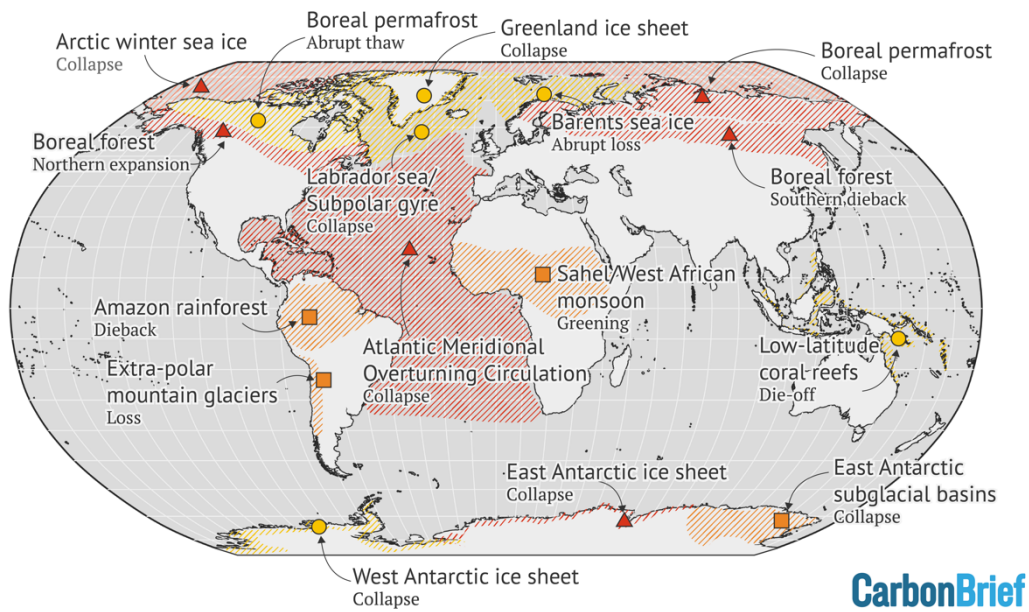 Arctic winter sea ice
Collapse
Boreal permafrost
Abrupt thaw
Greenland ice sheet
Collapse
Boreal permafrost
Collapse
Boreal forest
Northern expansion
Barents sea ice
Abrupt loss
Labrador sea/
Subpolar gyre
Collapse
Boreal forest
Southern dieback
Amazon rainforest
Dieback
Sahel/West African
monsoon
Greening
Extra-polar
mountain glaciers
Loss
Atlantic Meridional
Overturning Circulation
Collapse
Low-latitude
coral reefs
Die-off
East Antarctic ice sheet
Collapse
East Antarctic
subglacial basins
Collapse
West Antarctic ice sheet
Collapse
CarbonBrief